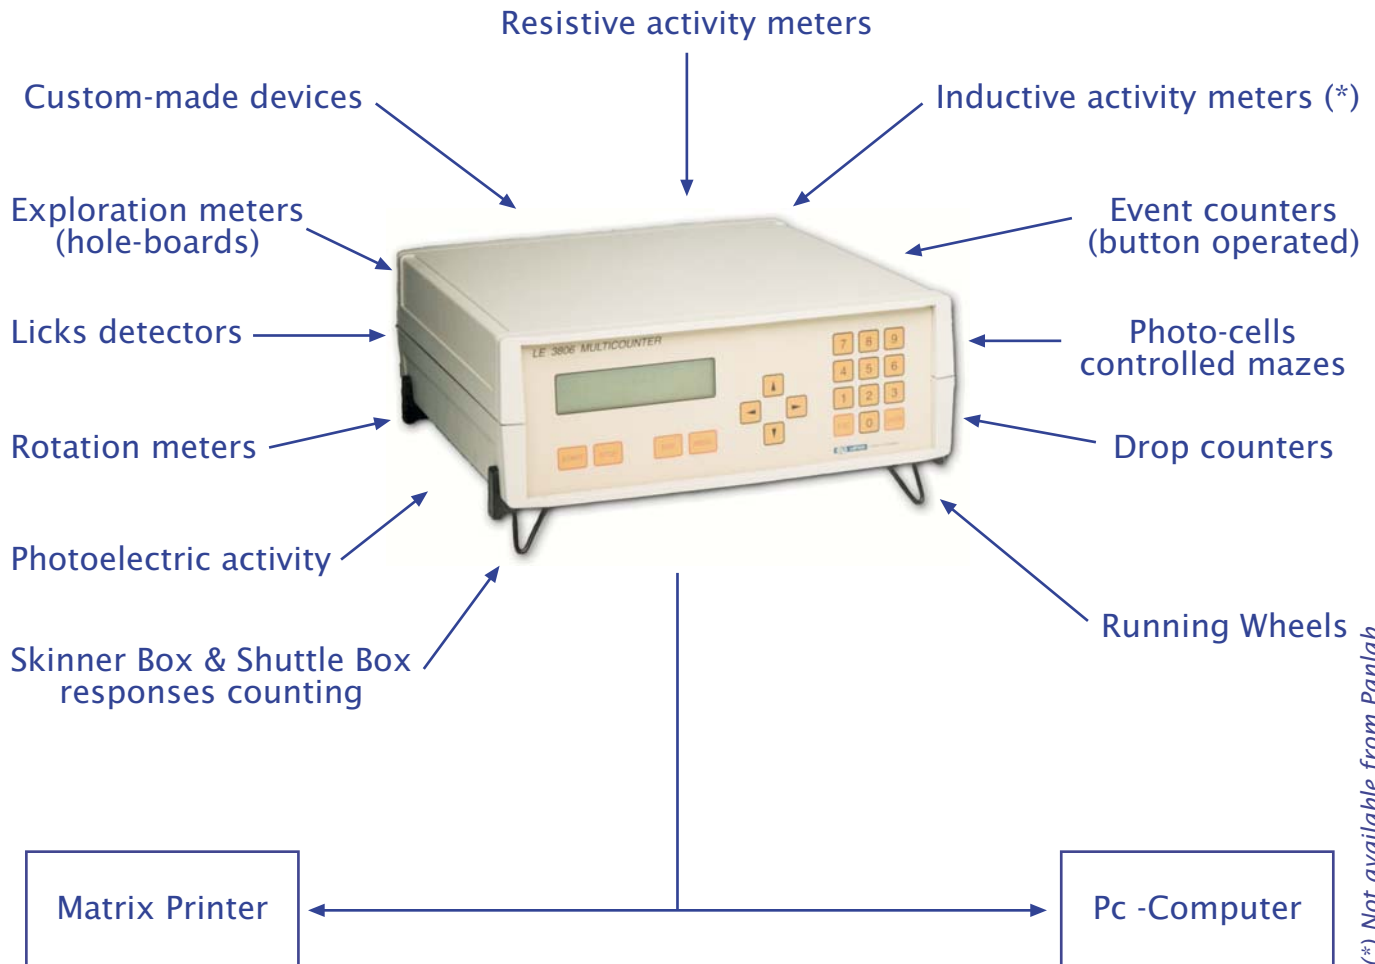 Resistive activity meters
Custom-made devices
Inductive activity meters (*)
Exploration meters
(hole-boards)
Event counters
(button operated)
Licks detectors
Photo-cells
controlled mazes
LE 3806 MULTICOUNTER
7 8 9
4 5 6
1 2 3
0
Rotation meters
Drop counters
Photoelectric activity
Running Wheels
Skinner Box & Shuttle Box
responses counting
Matrix Printer
Pc -Computer
(*) Not available from Panlab